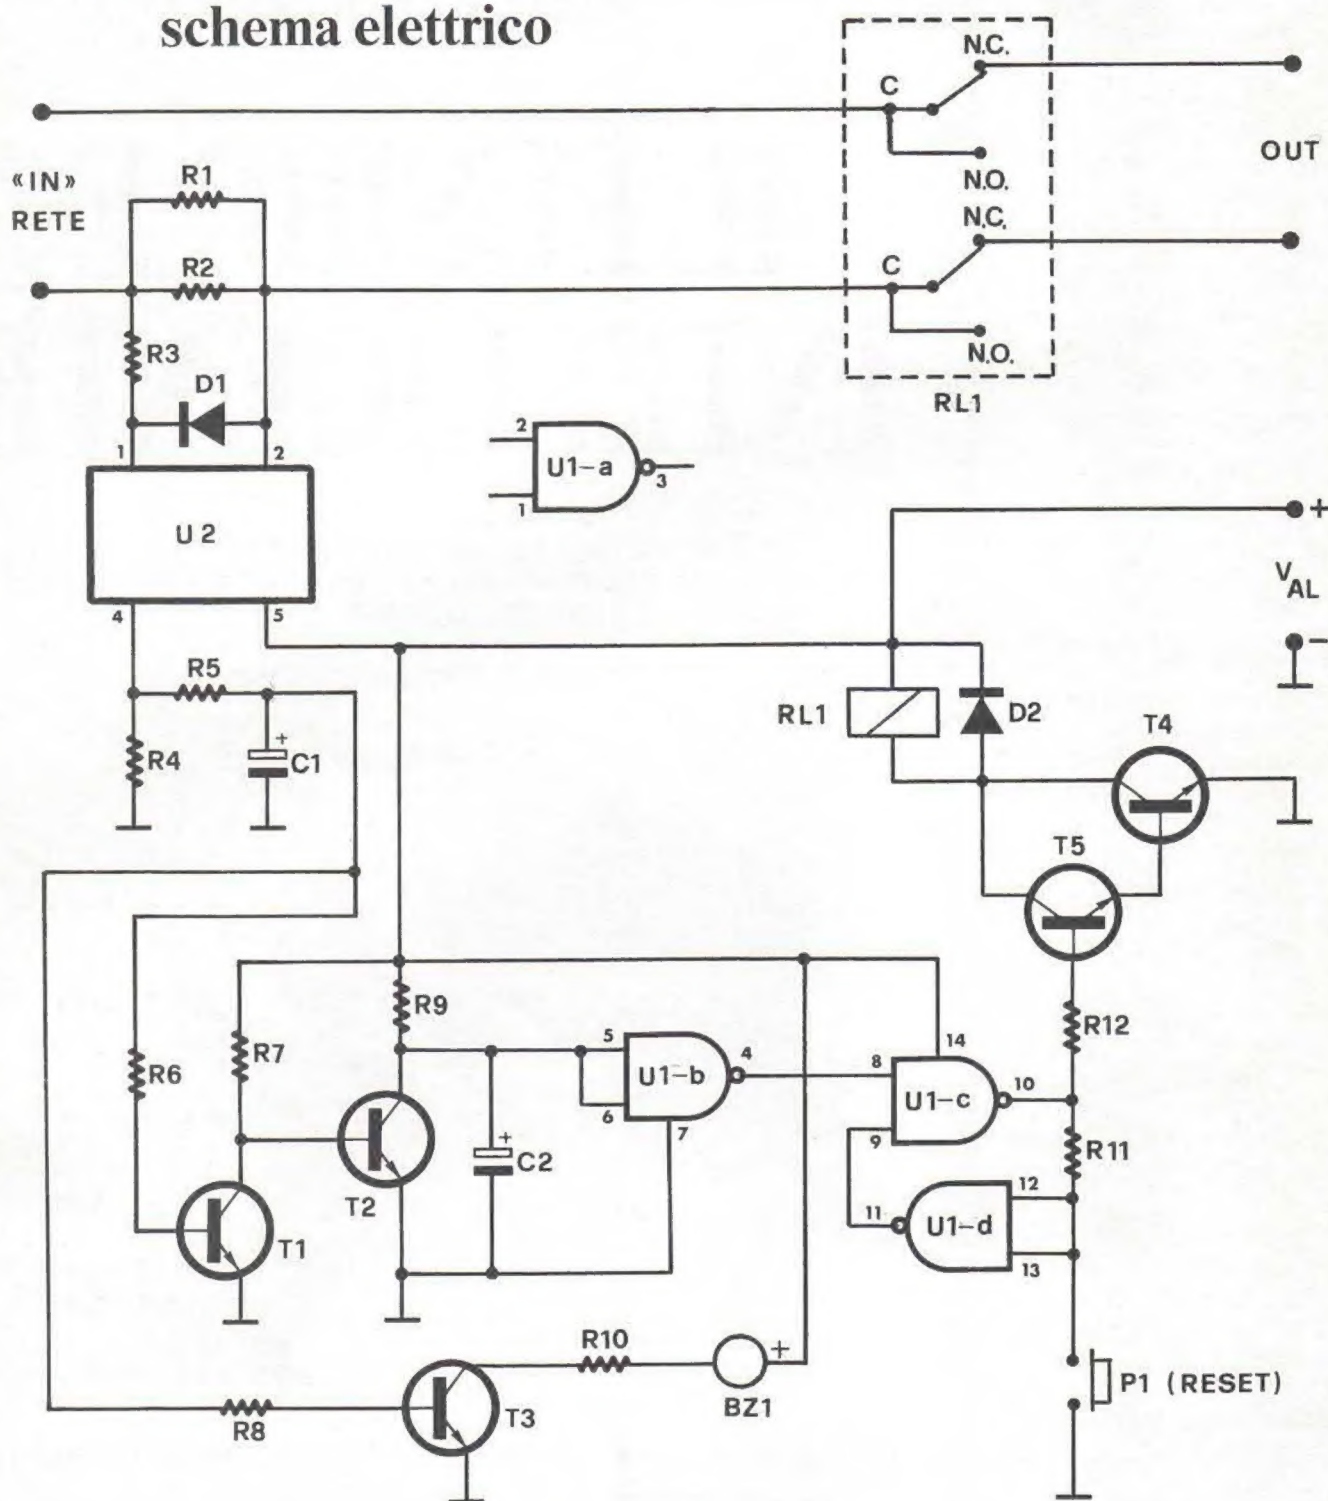 schema elettrico
N.C.
C
N.O.
OUT
«IN»
RETE
R1
R2
N.C.
C
N.O.
RL1
R3
D1
1
2
U2
4
5
2
1
U1-a
3
+
V AL
-
R5
R4
+
C1
RL1
D2
T4
T5
R9
R7
R6
5
6
U1-b
4
7
14
8
9
U1-c
10
R12
R11
T2
+
C2
T1
11
U1-d
12
13
R10
+
BZ1
R8
T3
P1 (RESET)